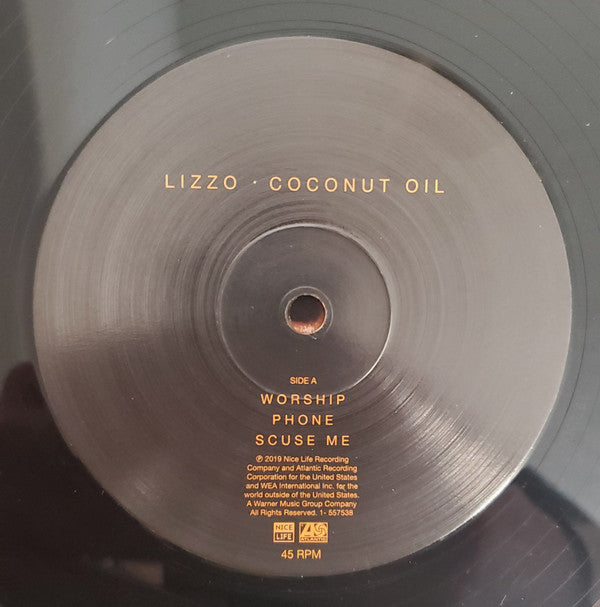 LIZZO · COCONUT OIL
SIDE A
WORSHIP
PHONE
SCUSE ME
℗ 2019 Nice Life Recording
Company and Atlantic Recording
Corporation for the United States
and WEA International Inc. for the
world outside of the United States.
A Warner Music Group Company
All Rights Reserved. 1- 557538
NICE LIFE
ATLANTIC
45 RPM